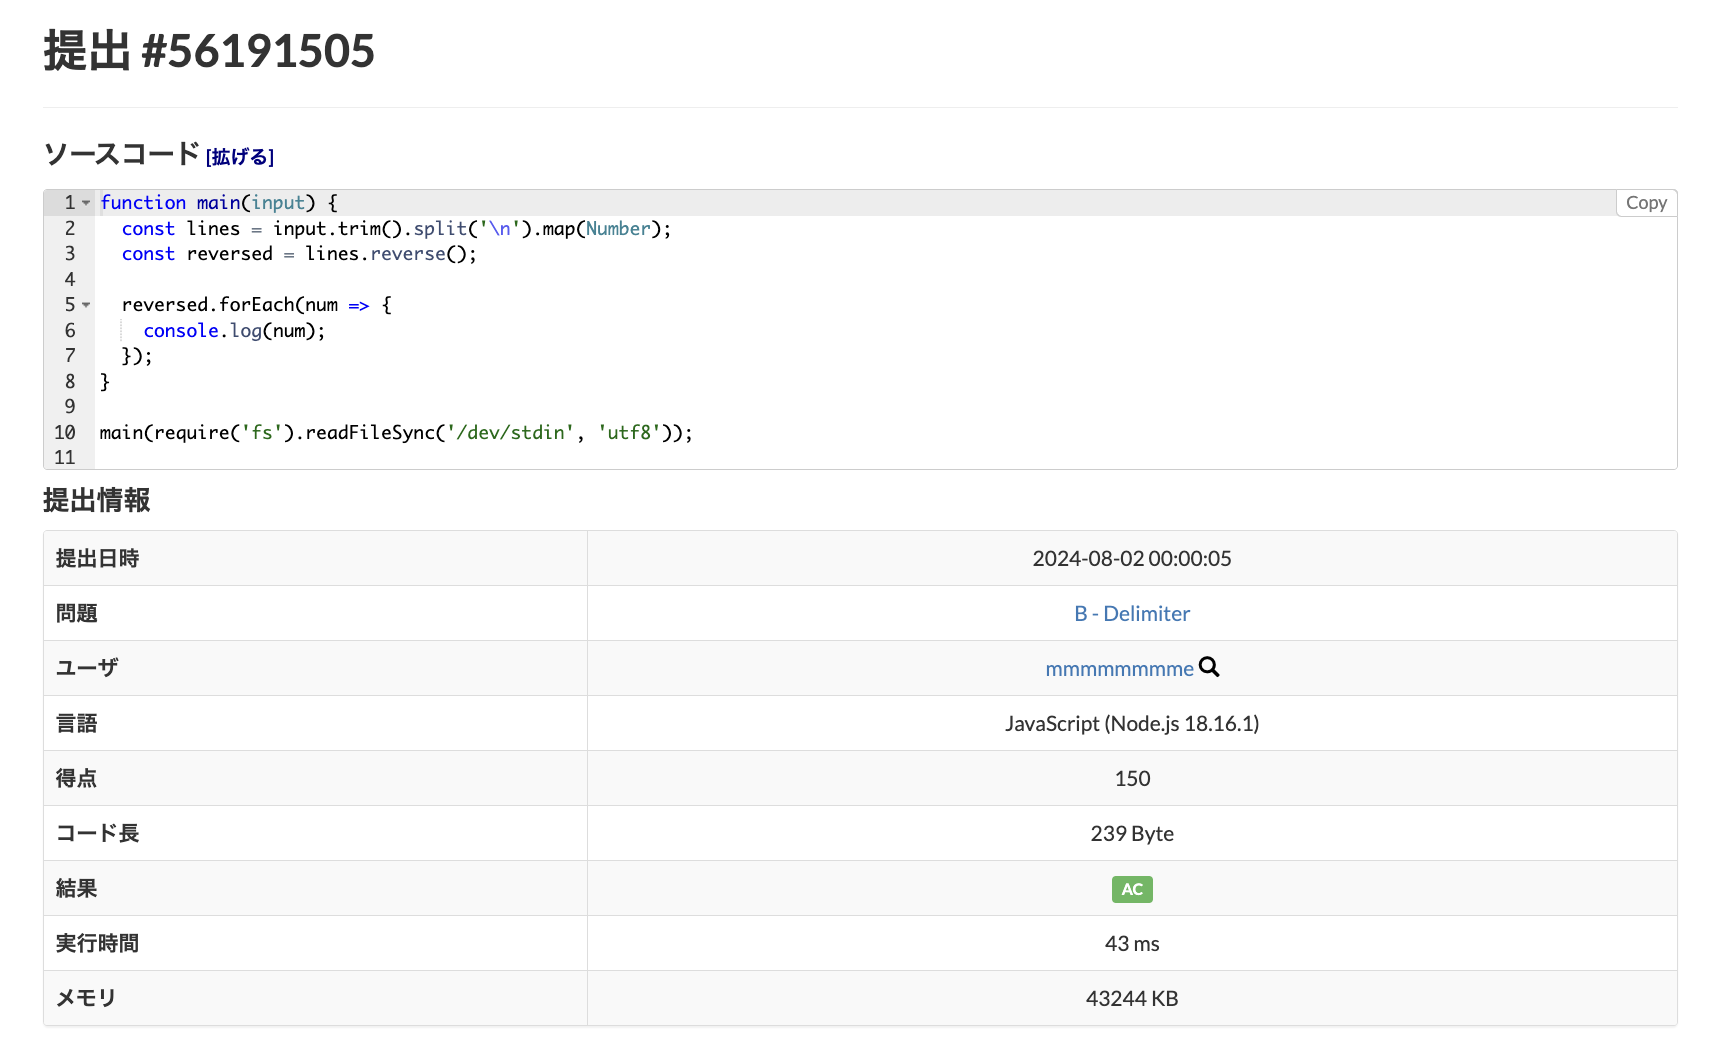 提出 #56191505
ソースコード [拡げる]
Copy
1 function main(input) {
2   const lines = input.trim().split('\n').map(Number);
3   const reversed = lines.reverse();
4
5   reversed.forEach(num => {
6     console.log(num);
7   });
8 }
9
10 main(require('fs').readFileSync('/dev/stdin', 'utf8'));
11
提出情報
提出日時 2024-08-02 00:00:05
問題 B - Delimiter
ユーザ mmmmmmmme
言語 JavaScript (Node.js 18.16.1)
得点 150
コード長 239 Byte
結果 AC
実行時間 43 ms
メモリ 43244 KB